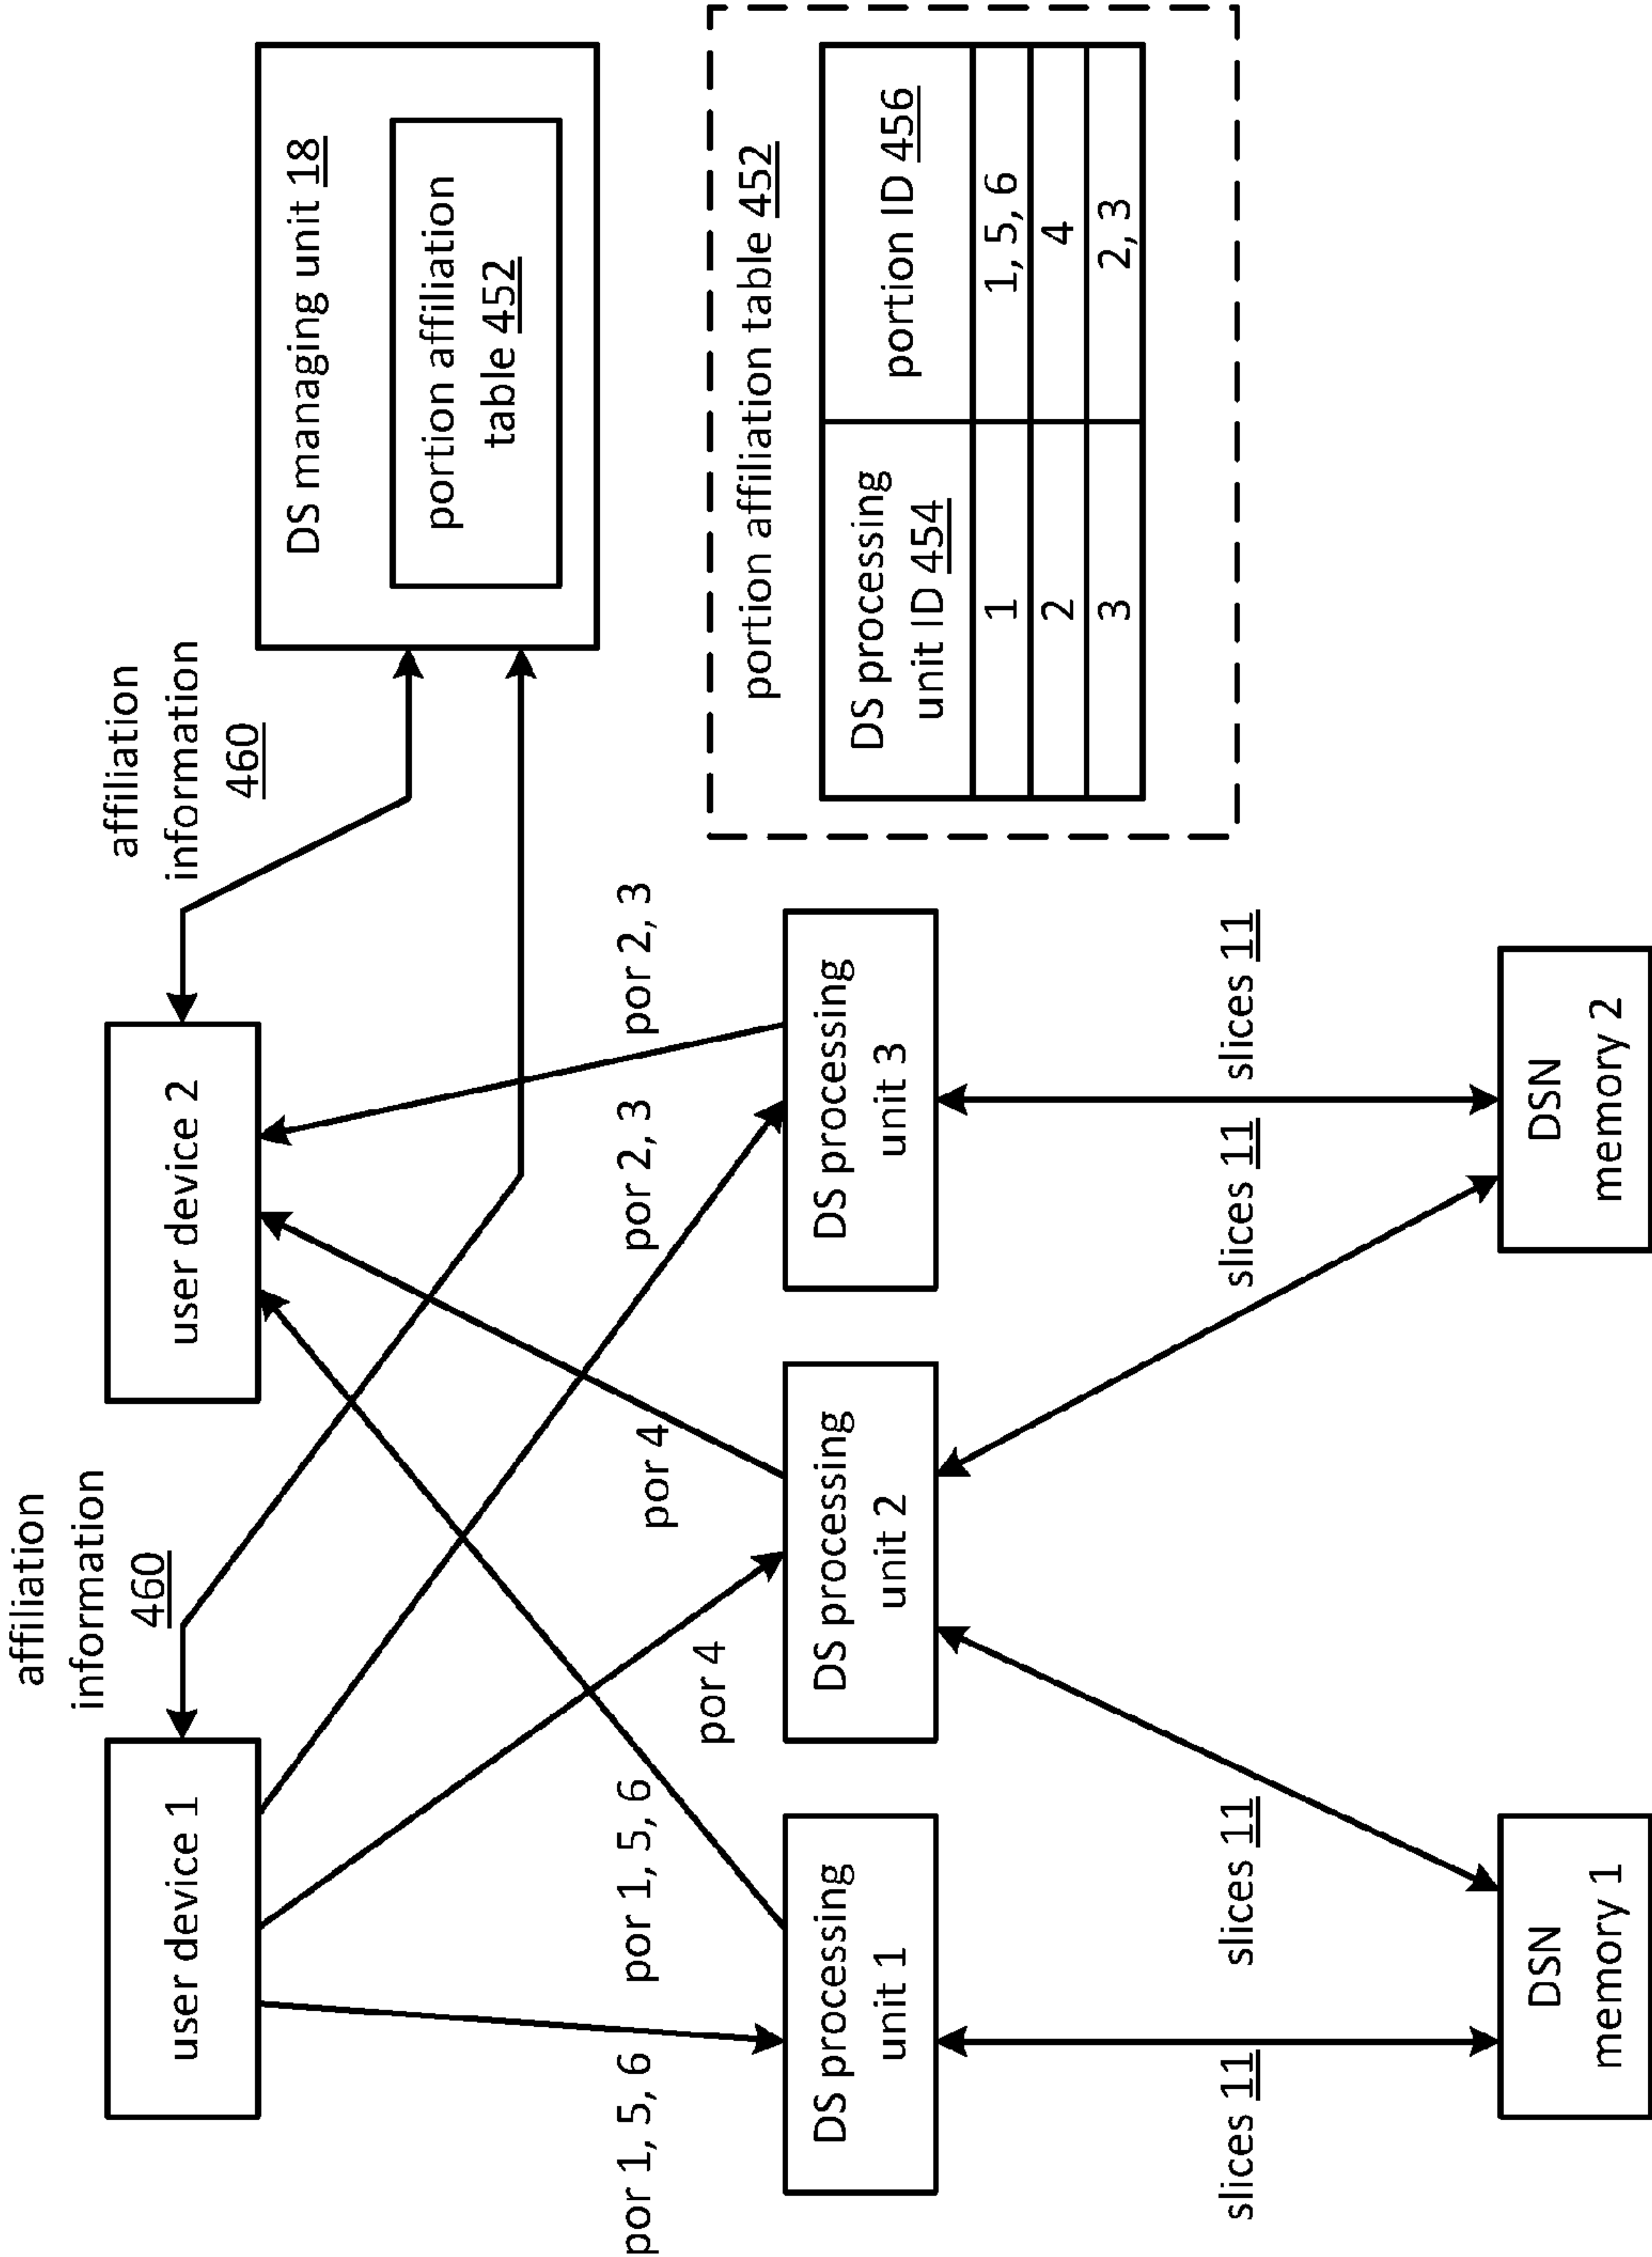 affiliation
information
460
affiliation
information
460
user device 1
user device 2
DS managing unit 18
portion affiliation
table 452
por 1, 5, 6
por 1, 5, 6
por 4
por 4
por 2, 3
por 2, 3
portion affiliation table 452
DS processing
unit ID 454
portion ID 456
1
1, 5, 6
2
4
3
2, 3
DS processing
unit 1
DS processing
unit 2
DS processing
unit 3
slices 11
slices 11
slices 11
slices 11
DSN
memory 1
DSN
memory 2